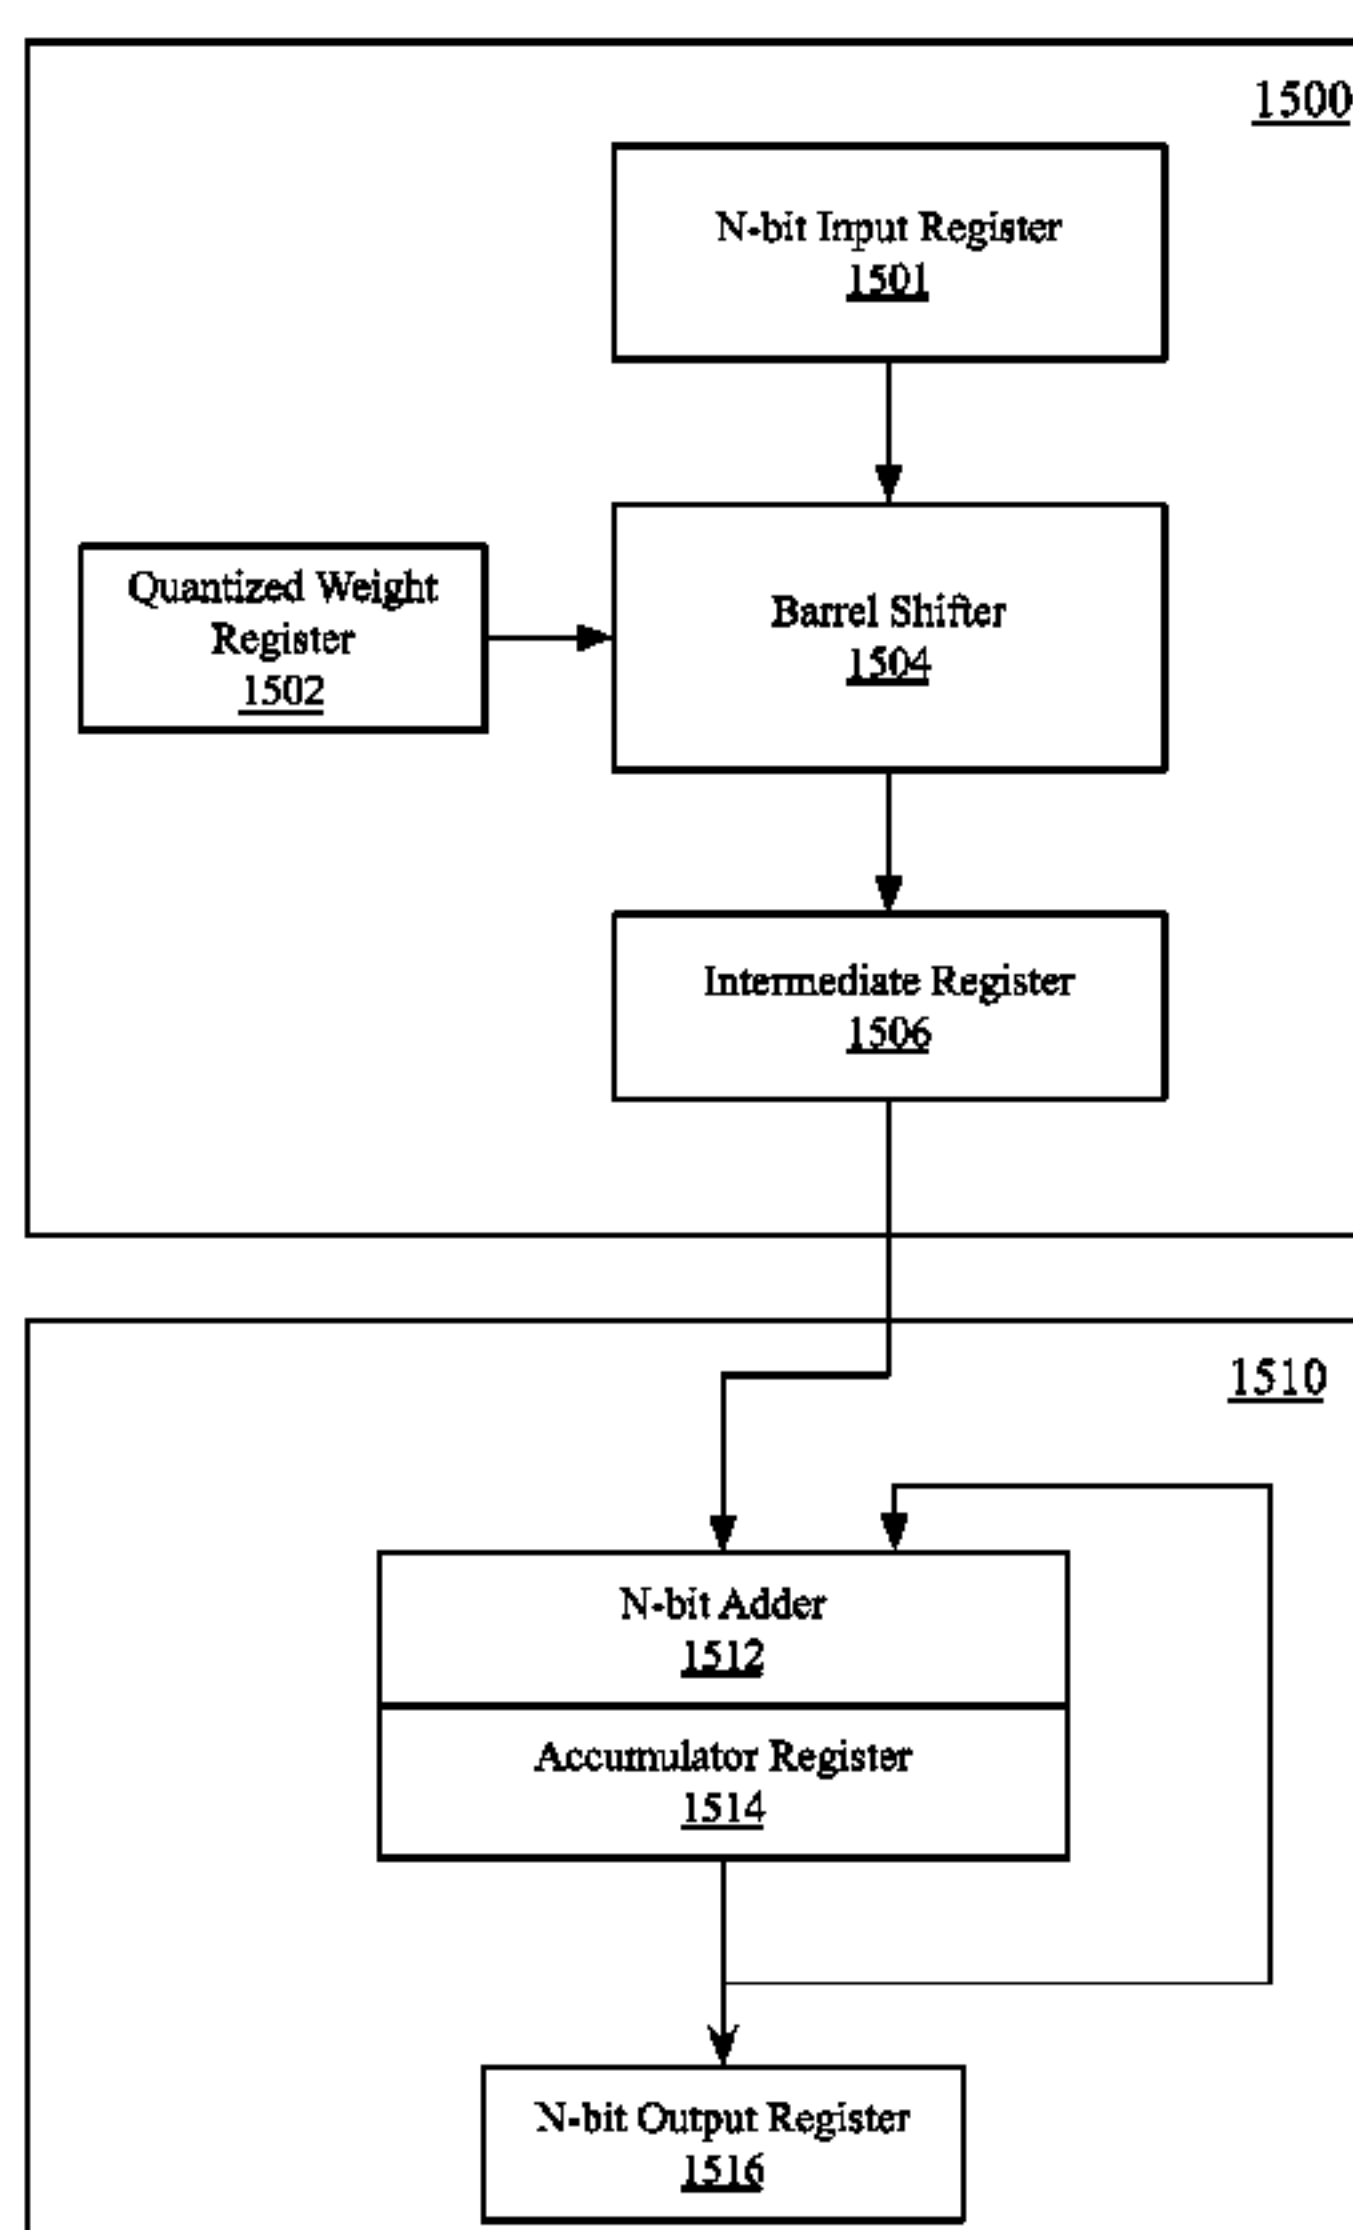 1500
N-bit Input Register
1501
Quantized Weight
Register
1502
Barrel Shifter
1504
Intermediate Register
1506
1510
N-bit Adder
1512
Accumulator Register
1514
N-bit Output Register
1516